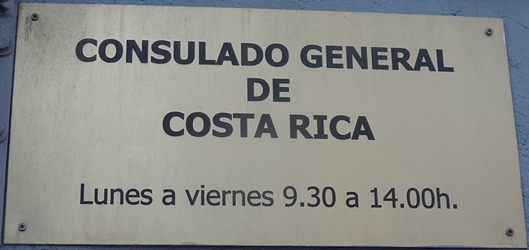 CONSULADO GENERAL
DE
COSTA RICA
Lunes a viernes 9.30 a 14.00h.